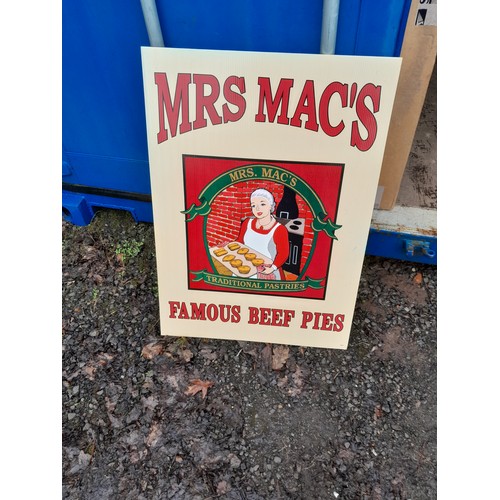 MRS MAC'S
MRS. MAC'S
TRADITIONAL PASTRIES
FAMOUS BEEF PIES